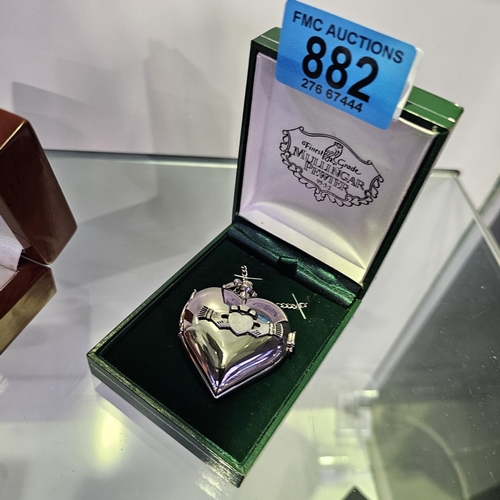 FMC AUCTIONS
882
276 67444
Finest Grade
MULLINGAR
PEWTER